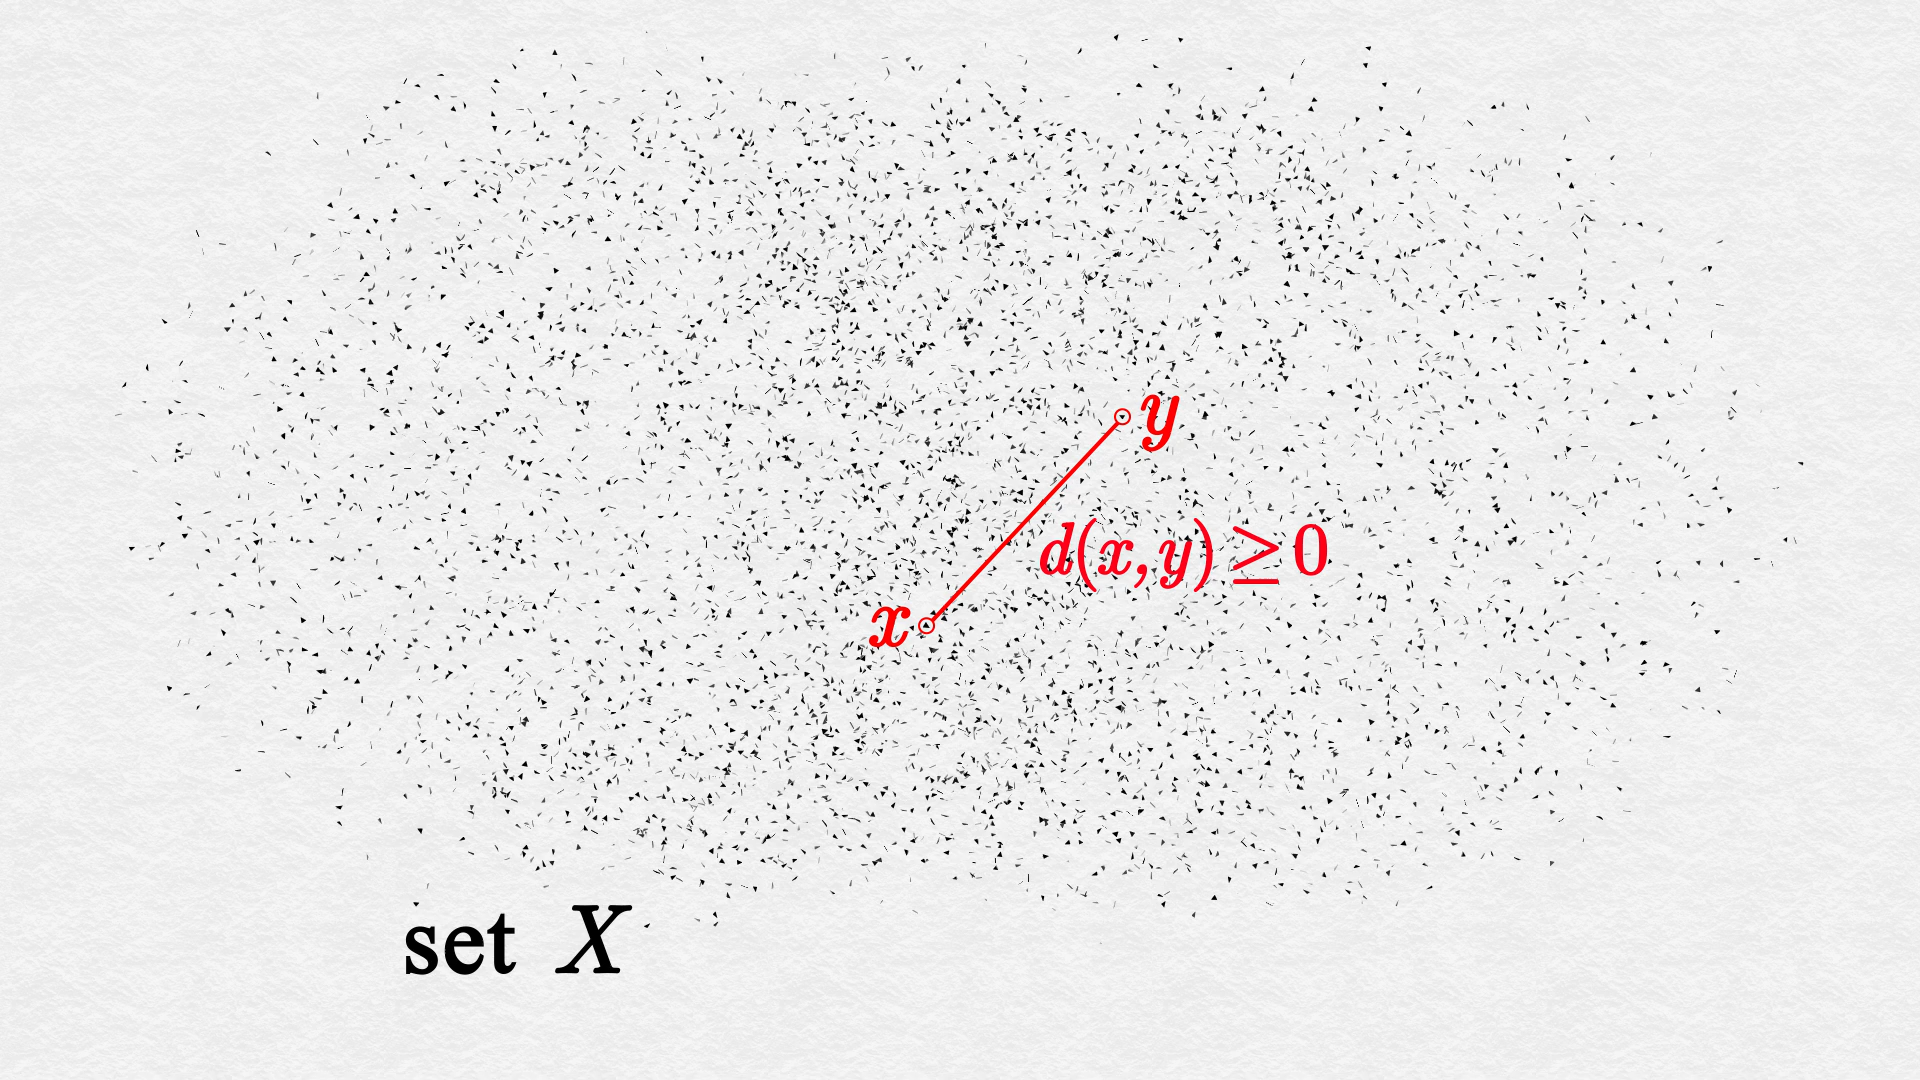 y
d(x,y) ≥ 0
x
set X